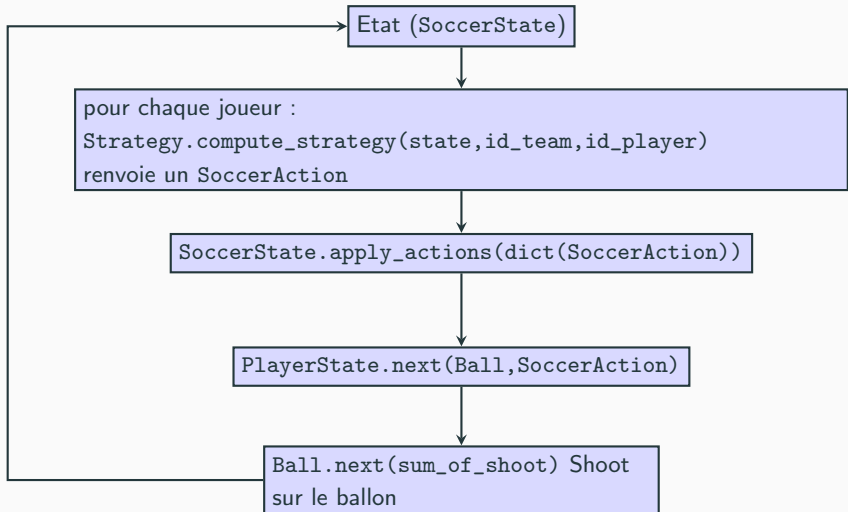 Etat (SoccerState)
pour chaque joueur :
Strategy.compute_strategy(state,id_team,id_player)
renvoie un SoccerAction
SoccerState.apply_actions(dict(SoccerAction))
PlayerState.next(Ball,SoccerAction)
Ball.next(sum_of_shoot) Shoot
sur le ballon